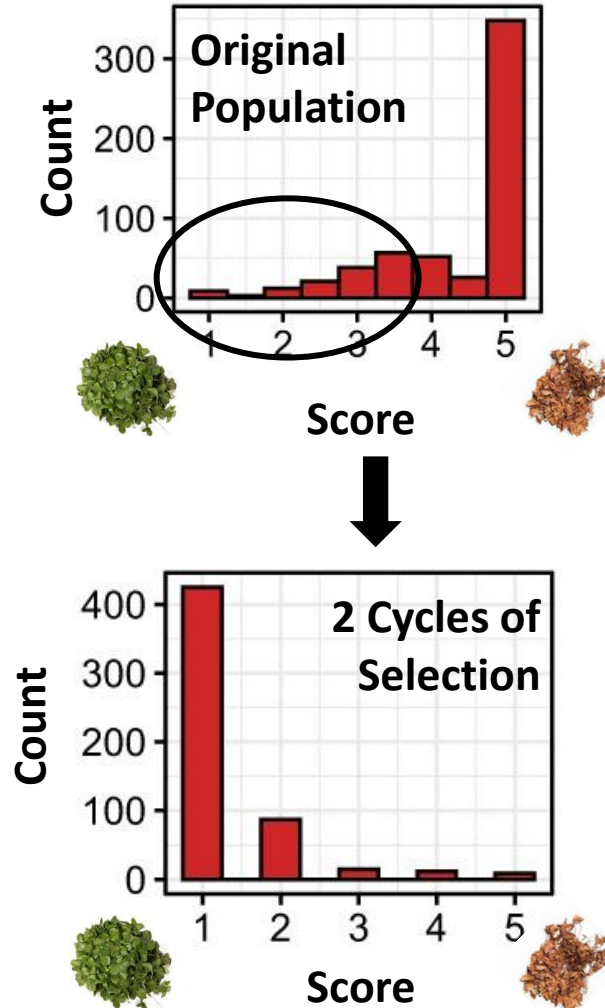 Original
Population
Count
300
200
100
0
1 2 3 4 5
Score
2 Cycles of
Selection
Count
400
300
200
100
0
1 2 3 4 5
Score